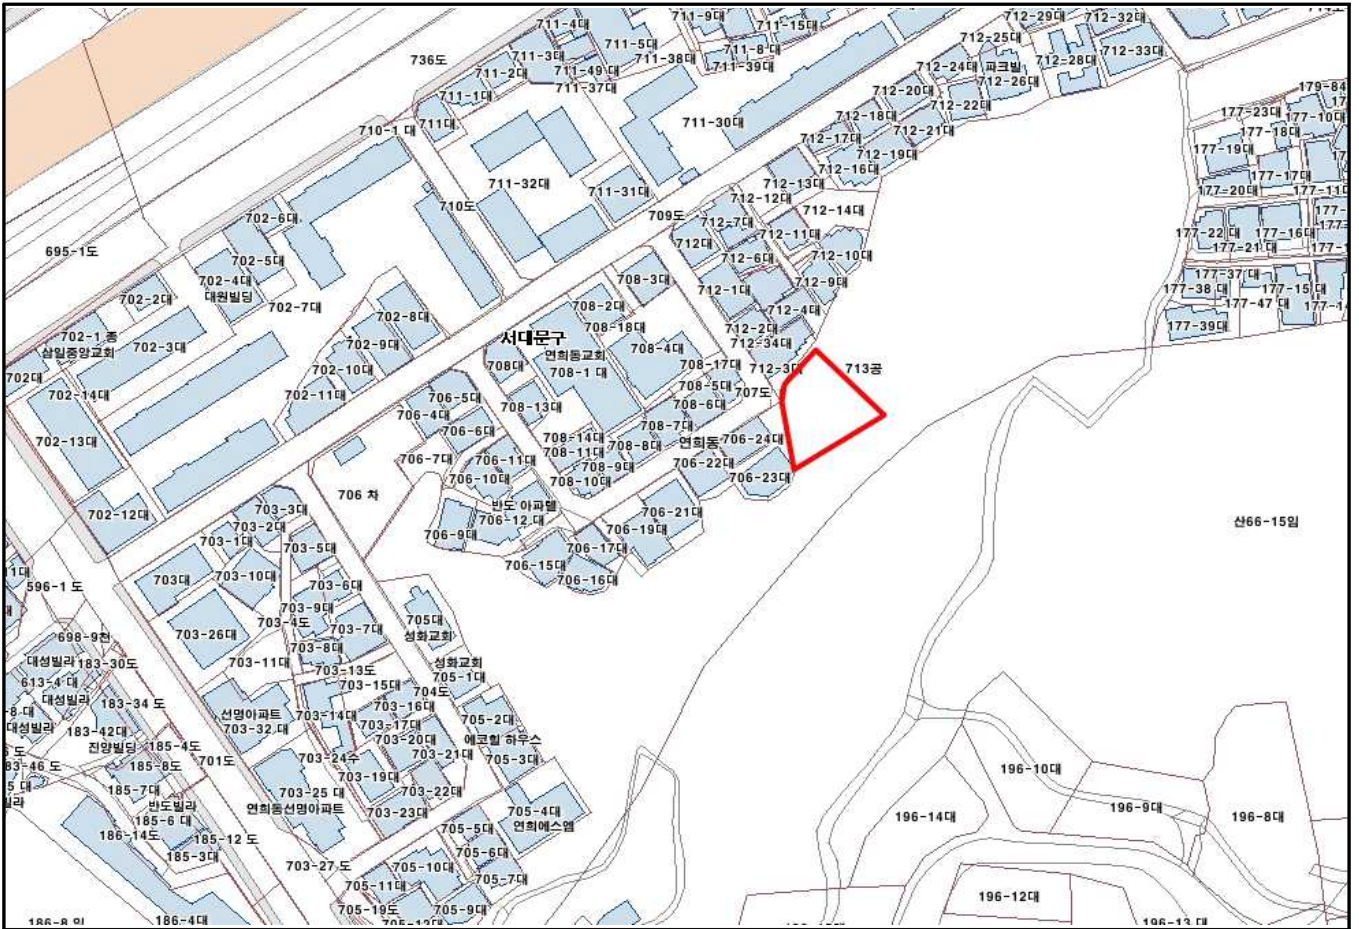 711-4대
711-9대
711-15대
712-29대
712-32대
711-3대
711-5대
711-8대
712-25대
712-33대
736도
711-38대
711-39대
712-28대
711-2대
711-49대
712-24대
파크빌
711-37대
712-26대
179-84
711-1대
712-20대
712-22대
177-23대
177-10대
710-1 대
711대
711-30대
712-18대
712-21대
177-18대
712-17대
712-19대
177-19대
712-16대
177-17대
711-32대
711-31대
712-13대
177-20대
710도
712-12대
712-14대
702-6대
709도
712-7대
712-11대
177-22 대
177-16대
695-1도
712대
177-21 대
702-5대
712-6대
712-10대
702-4대
708-3대
712-9대
177-37 대
대원빌딩
712-1대
177-38 대
177-15대
702-2대
702-7대
708-2대
712-4대
177-47 대
702-8대
708-18대
712-2대
177-39대
702-1 종
서대문구
712-34대
삼일중앙교회
702-3대
702-9대
연희동교회
708-4대
702대
702-10대
708대
708-1 대
708-17대
712-3대
713공
702-14대
702-11대
706-5대
708-5대
707도
706-4대
708-13대
708-6대
702-13대
706-6대
708-7대
708-14대
연희동
706-24대
706-7대
706-11대
708-11대
708-8대
706-22대
706-10대
708-9대
706-23대
706 차
708-10대
702-12대
703-3대
반도 아파텔
706-21대
산66-15임
703-2대
706-12 대
706-19대
703-1대
706-9대
703-5대
706-17대
703대
703-10대
706-15대
706-16대
596-1 도
703-6대
703-9대
705대
703-4도
698-9천
703-26대
703-7대
성화교회
703-8대
대성빌라
183-30도
703-11대
성화교회
703-13도
705-1대
613-4 대
703-15대
704도
대성빌라
183-34 도
703-16대
선명아파트
703-14대
705-2대
대성빌라
183-42대
703-32 대
703-17대
진양빌딩
185-4도
703-20대
에코힐 하우스
701도
703-24수
703-21대
705-3대
83-46 도
185-8도
703-19대
196-10대
185-7대
703-25 대
703-22대
반도빌라
연희동선명아파트
703-23대
705-4대
196-9대
185-6 대
705-5대
연희에스엠
196-14대
196-8대
186-14도
185-12 도
185-3대
705-6대
703-27 도
705-10대
705-7대
705-11대
196-12대
705-19도
705-9대
186-8 임
186-4대
196-13 대